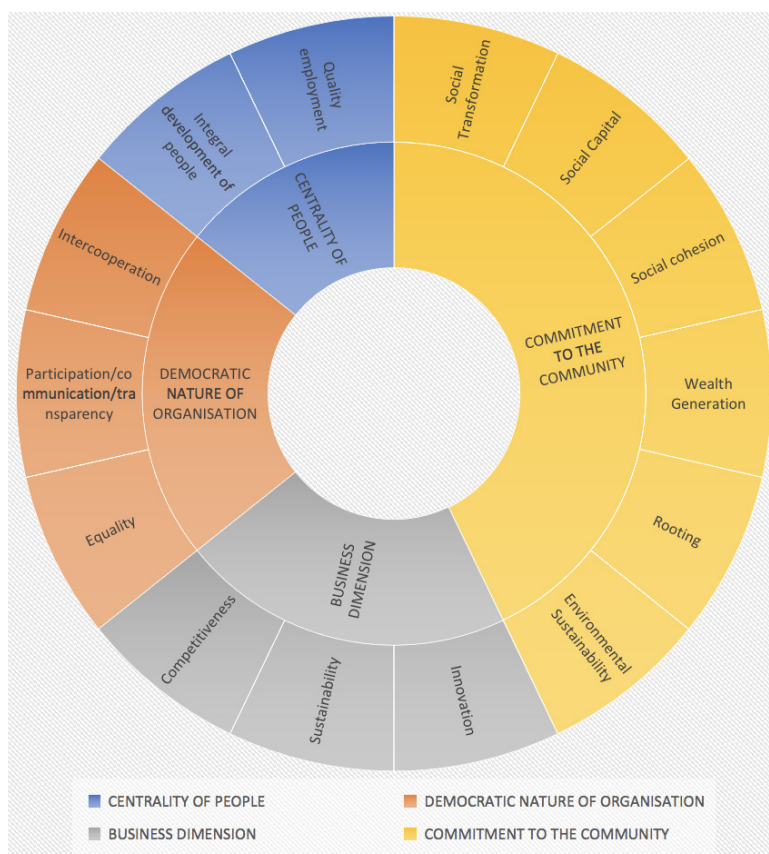 Quality
employment
Integral
development of
people
CENTRALITY OF
PEOPLE
Social
Transformation
Social Capital
Social cohesion
Wealth
Generation
Rooting
Environmental
Sustainability
COMMITMENT
TO THE
COMMUNITY
Intercooperation
Participation/co
mmunication/tra
nsparency
Equality
DEMOCRATIC
NATURE OF
ORGANISATION
BUSINESS
DIMENSION
Competitiveness
Sustainability
Innovation
CENTRALITY OF PEOPLE
DEMOCRATIC NATURE OF ORGANISATION
BUSINESS DIMENSION
COMMITMENT TO THE COMMUNITY